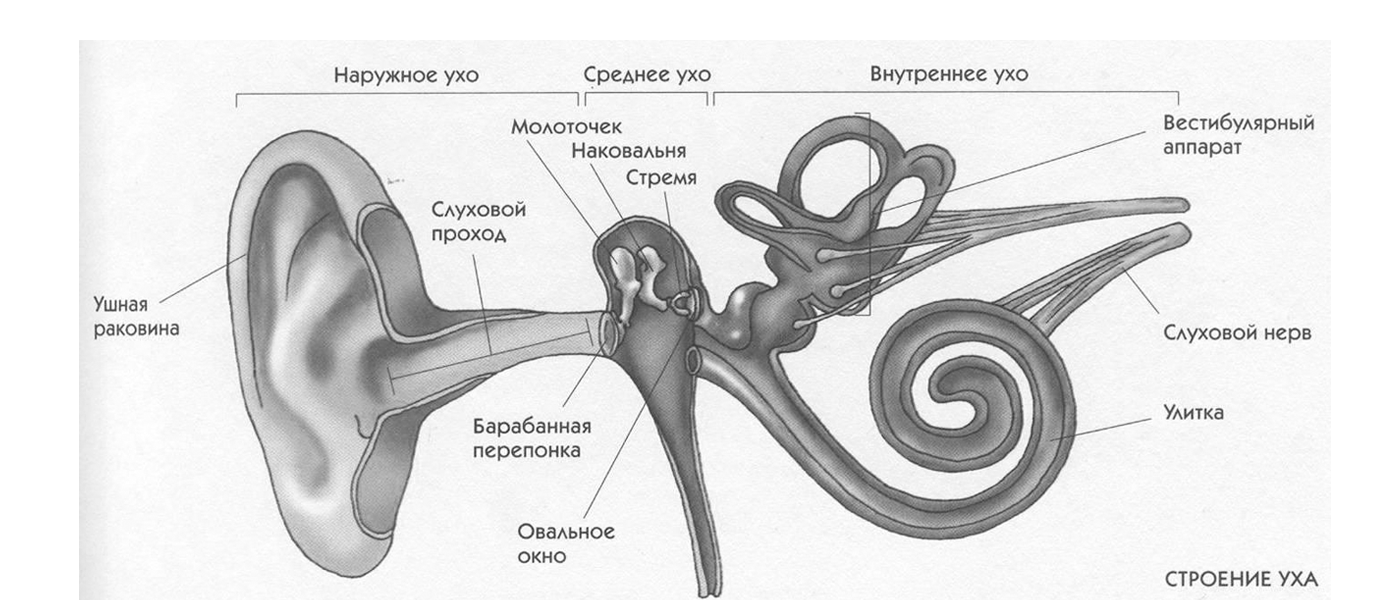 Наружное ухо
Среднее ухо
Внутреннее ухо
Молоточек
Наковальня
Стремя
Вестибулярный
аппарат
Слуховой
проход
Ушная
раковина
Слуховой нерв
Улитка
Барабанная
перепонка
Овальное
окно
СТРОЕНИЕ УХА